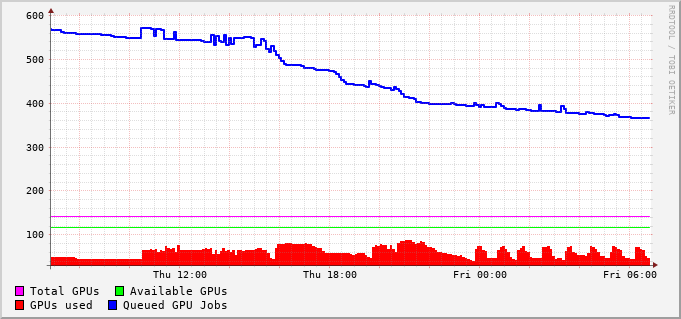 600
500
400
300
200
100
Thu 12:00 Thu 18:00 Fri 00:00 Fri 06:00
Total GPUs Available GPUs
GPUs used Queued GPU Jobs
RRDTOOL / TOBI OETIKER